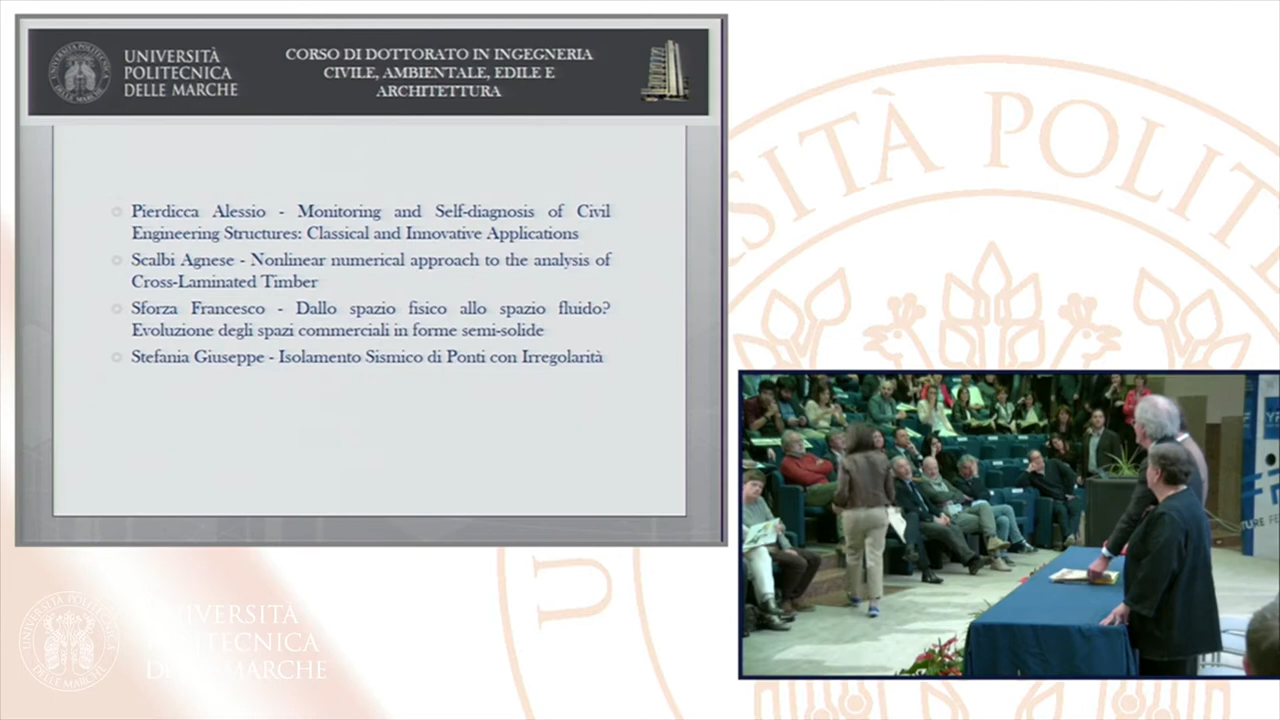 UNIVERSITÀ
POLITECNICA
DELLE MARCHE
CORSO DI DOTTORATO IN INGEGNERIA
CIVILE, AMBIENTALE, EDILE E
ARCHITETTURA
Pierdicca Alessio - Monitoring and Self-diagnosis of Civil
Engineering Structures: Classical and Innovative Applications
Scalbi Agnese - Nonlinear numerical approach to the analysis of
Cross-Laminated Timber
Sforza Francesco - Dallo spazio fisico allo spazio fluido?
Evoluzione degli spazi commerciali in forme semi-solide
Stefania Giuseppe - Isolamento Sismico di Ponti con Irregolarità
SITÀ POLITE
U
UNIVERSITÀ
POLITECNICA
DELLE MARCHE